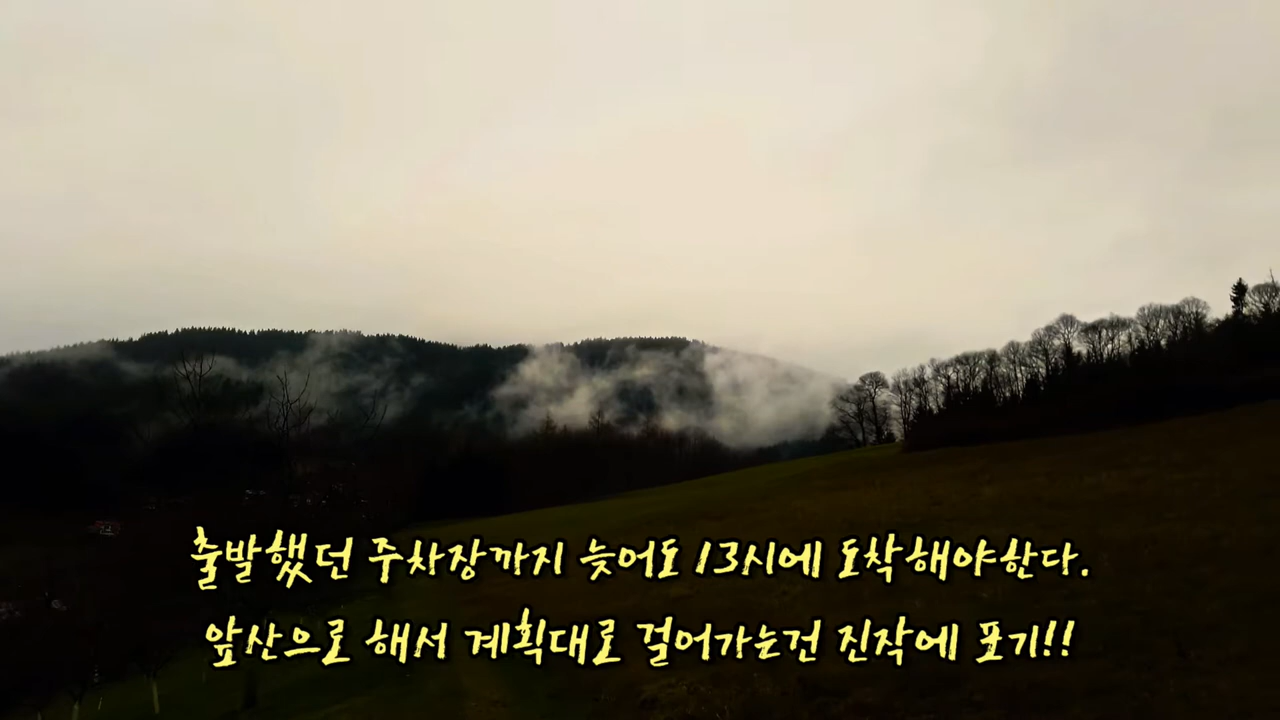 출발했던 주차장까지 늦어도 13시에 도착해야한다.
앞산으로 해서 계획대로 걸어가는건 진작에 표기!!